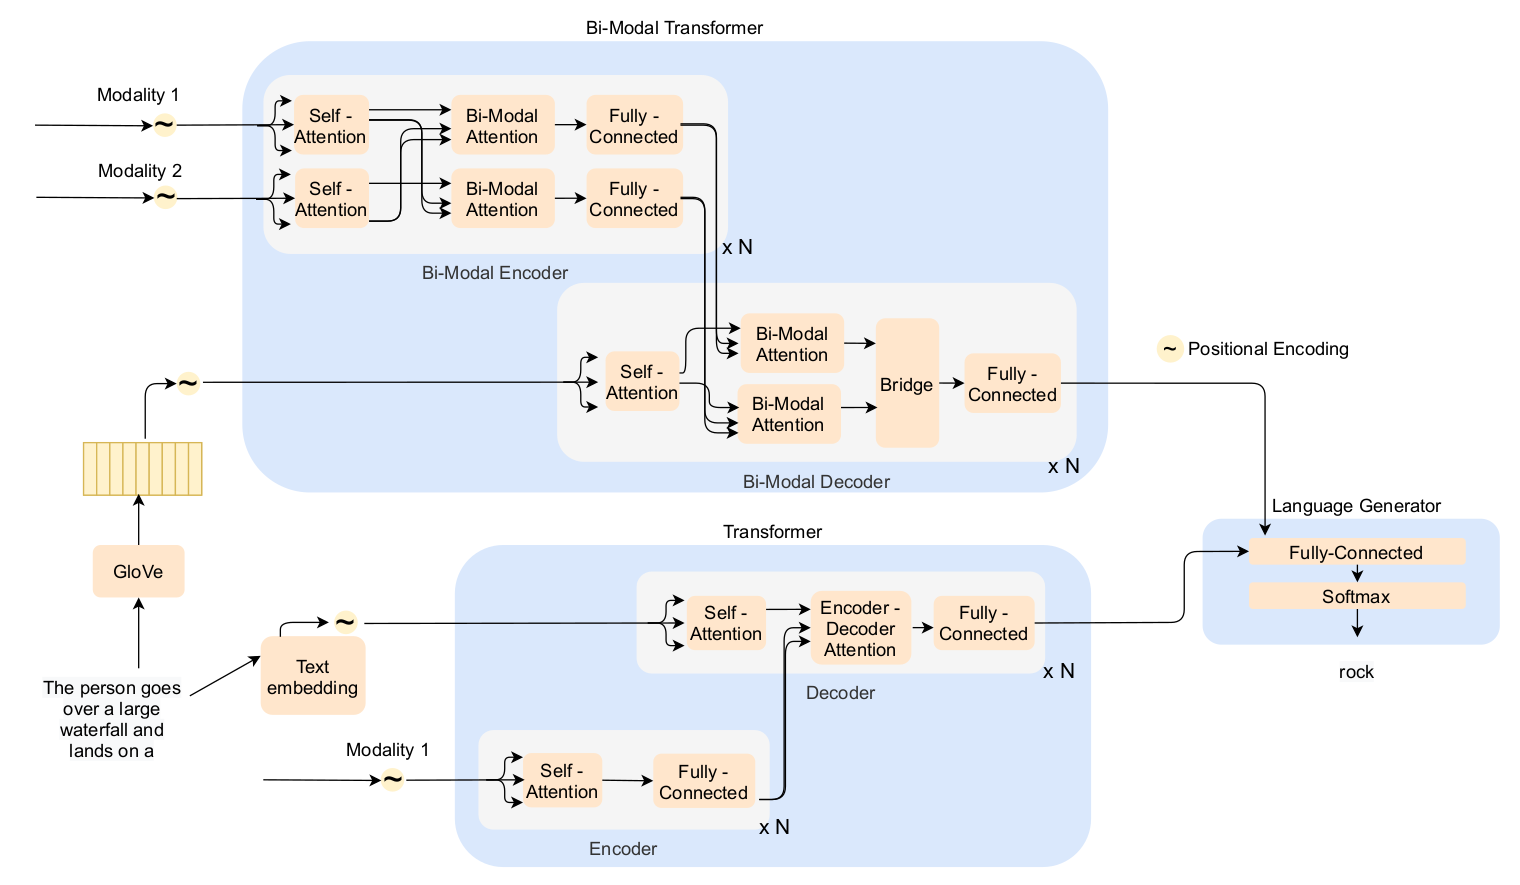 Bi-Modal Transformer
Modality 1
~
Self -
Attention
Bi-Modal
Attention
Fully -
Connected
Modality 2
~
Self -
Attention
Bi-Modal
Attention
Fully -
Connected
x N
Bi-Modal Encoder
~
Self -
Attention
Bi-Modal
Attention
Bi-Modal
Attention
Bridge
Fully -
Connected
x N
Bi-Modal Decoder
~ Positional Encoding
GloVe
The person goes
over a large
waterfall and
lands on a
Text
embedding
~
Transformer
Self -
Attention
Encoder -
Decoder
Attention
Fully -
Connected
x N
Decoder
Modality 1
~
Self -
Attention
Fully -
Connected
x N
Encoder
Language Generator
Fully-Connected
Softmax
rock